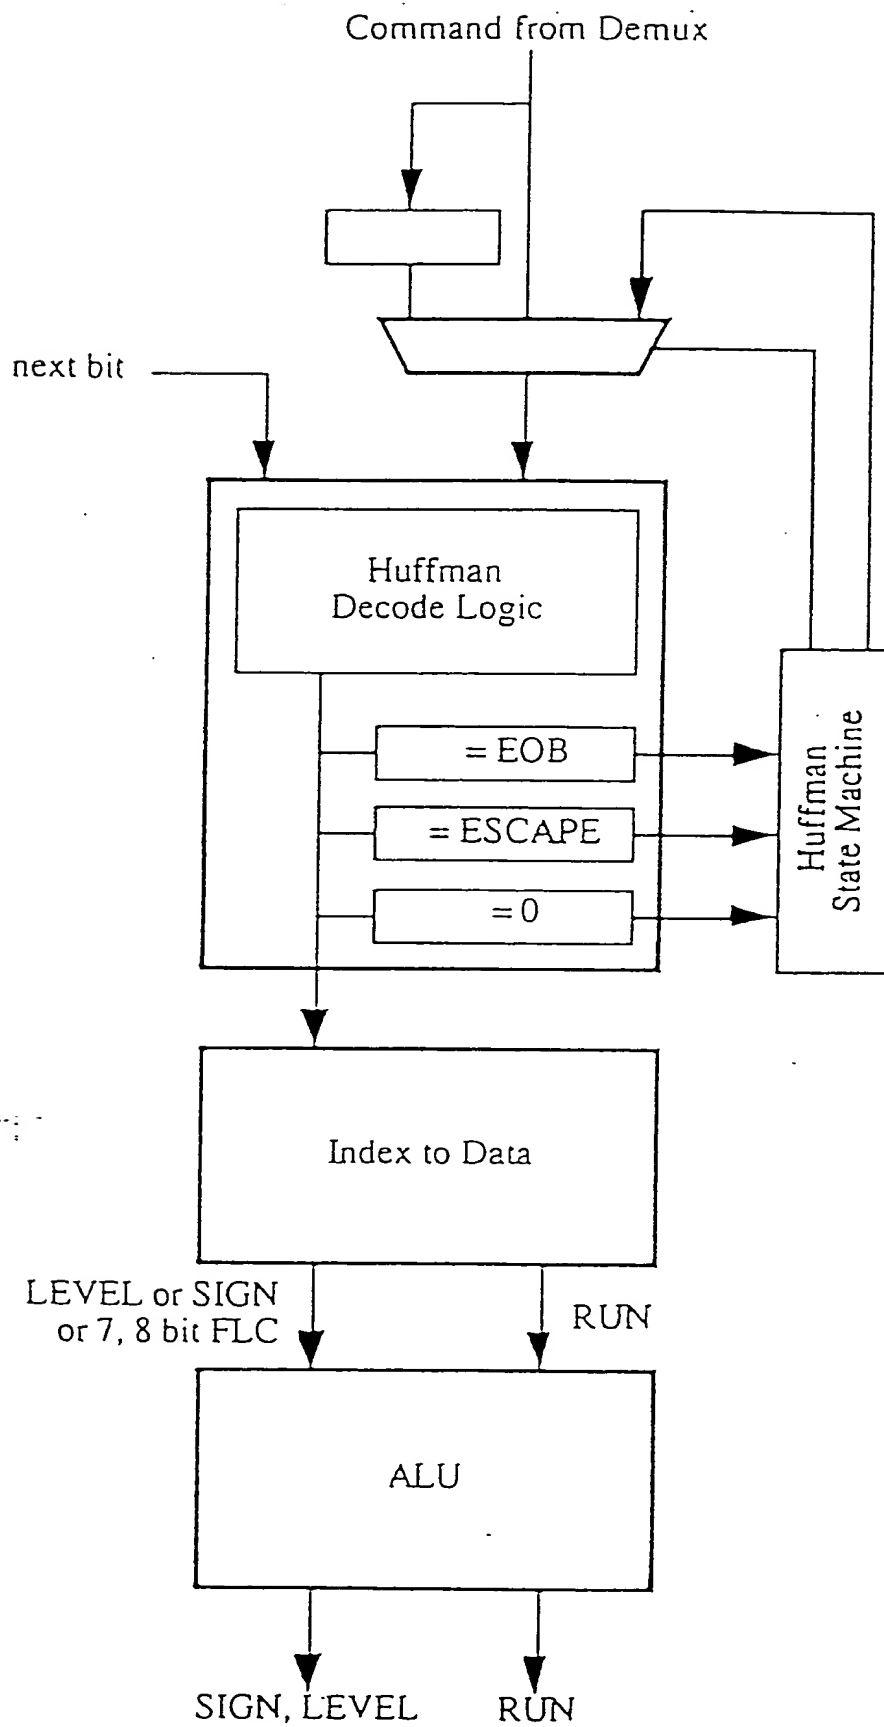 Command from Demux
next bit
Huffman
Decode Logic
= EOB
= ESCAPE
= 0
Huffman
State Machine
Index to Data
LEVEL or SIGN
or 7, 8 bit FLC
RUN
ALU
SIGN, LEVEL
RUN